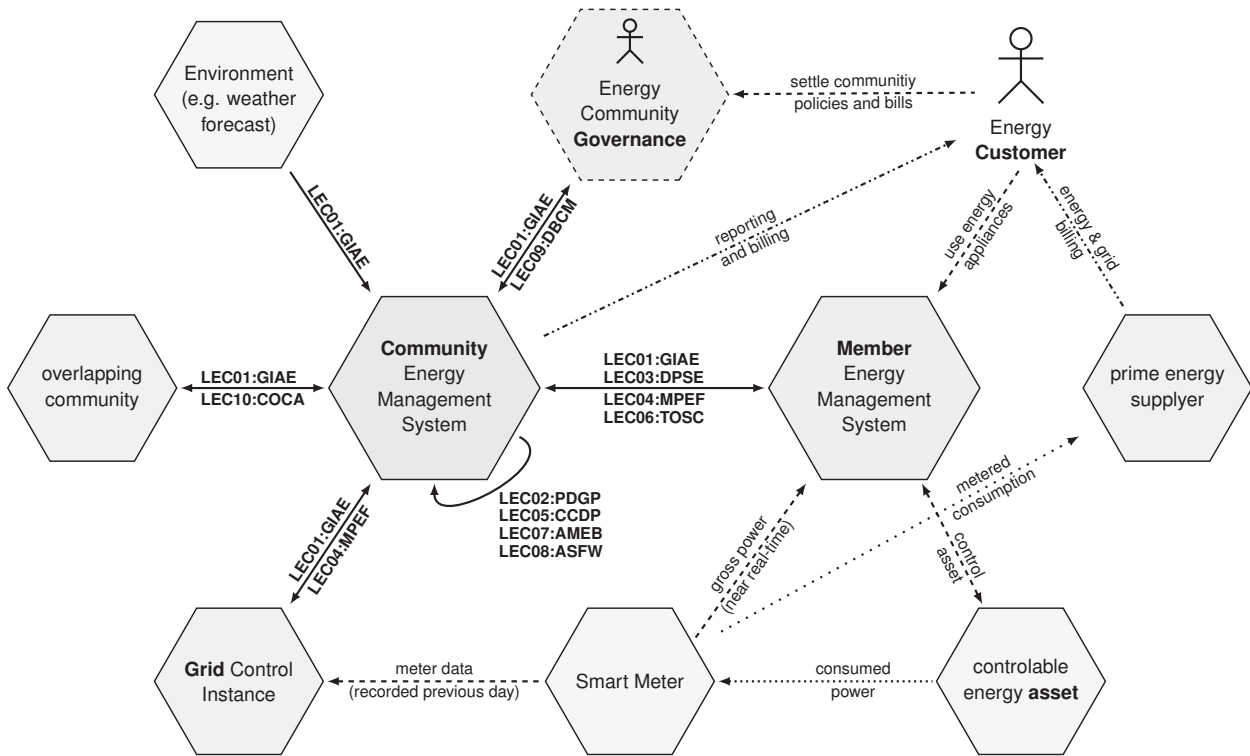 Environment
(e.g. weather
forecast)
Energy
Community
Governance
settle communitiy
policies and bills
Energy
Customer
LEC01:GIAE
LEC01:GIAE
LEC09:DBCM
reporting
and billing
use energy
appliances
energy & grid
billing
overlapping
community
LEC01:GIAE
LEC10:COCA
Community
Energy
Management
System
LEC01:GIAE
LEC03:DPSE
LEC04:MPEF
LEC06:TOSC
Member
Energy
Management
System
prime energy
supplyer
LEC02:PDGP
LEC05:CCDP
LEC07:AMEB
LEC08:ASFW
LEC01:GIAE
LEC04:MPEF
gross power
(near real-time)
metered
consumption
control
asset
Grid Control
Instance
meter data
(recorded previous day)
Smart Meter
consumed
power
controlable
energy asset